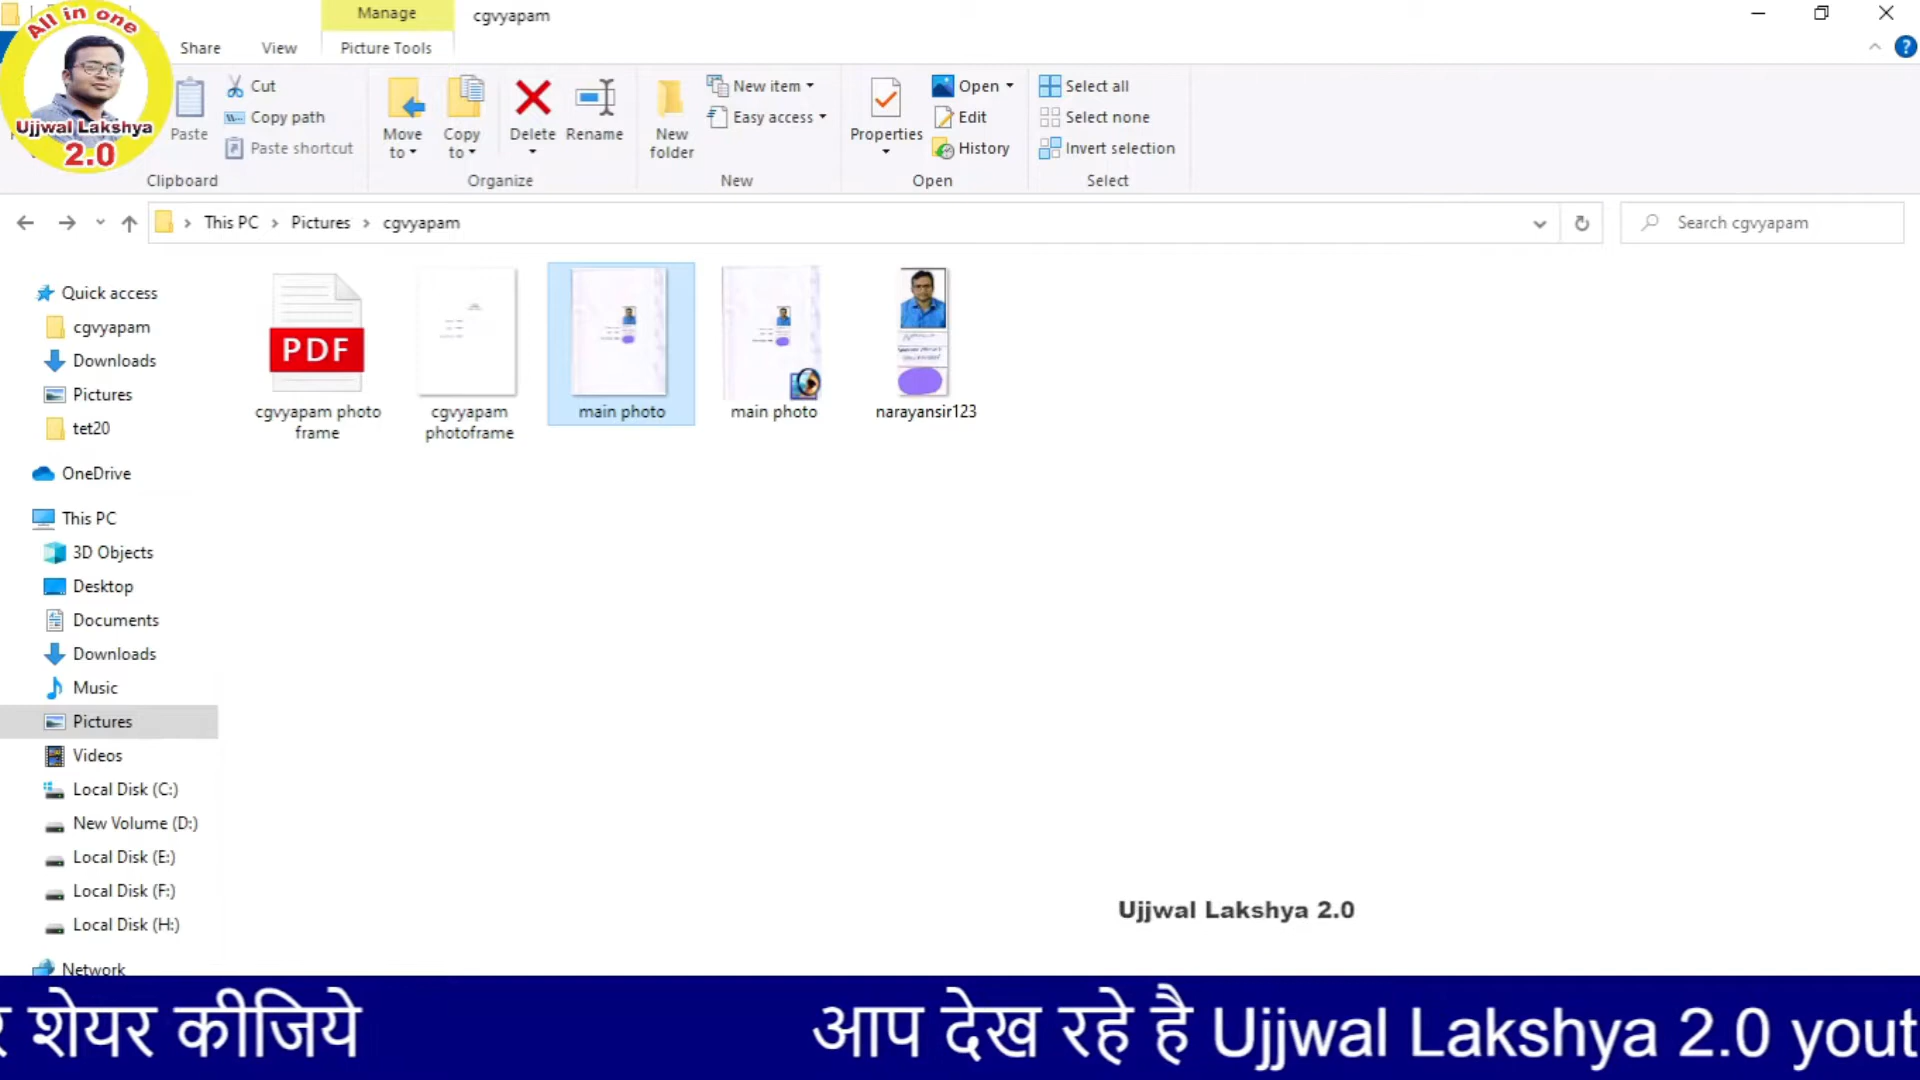 All in one
Ujjwal Lakshya
2.0
Manage
cgvyapam
Share
View
Picture Tools
Paste
Cut
Copy path
Paste shortcut
Move to
Copy to
Delete
Rename
New folder
New item
Easy access
Properties
Open
Edit
History
Select all
Select none
Invert selection
Clipboard
Organize
New
Open
Select
This PC
Pictures
cgvyapam
Search cgvyapam
Quick access
cgvyapam
Downloads
Pictures
tet20
OneDrive
This PC
3D Objects
Desktop
Documents
Downloads
Music
Pictures
Videos
Local Disk (C:)
New Volume (D:)
Local Disk (E:)
Local Disk (F:)
Local Disk (H:)
Network
PDF
cgvyapam photo
frame
cgvyapam
photoframe
main photo
main photo
narayansir123
Ujjwal Lakshya 2.0
शेयर कीजिये
आप देख रहे है Ujjwal Lakshya 2.0 yout